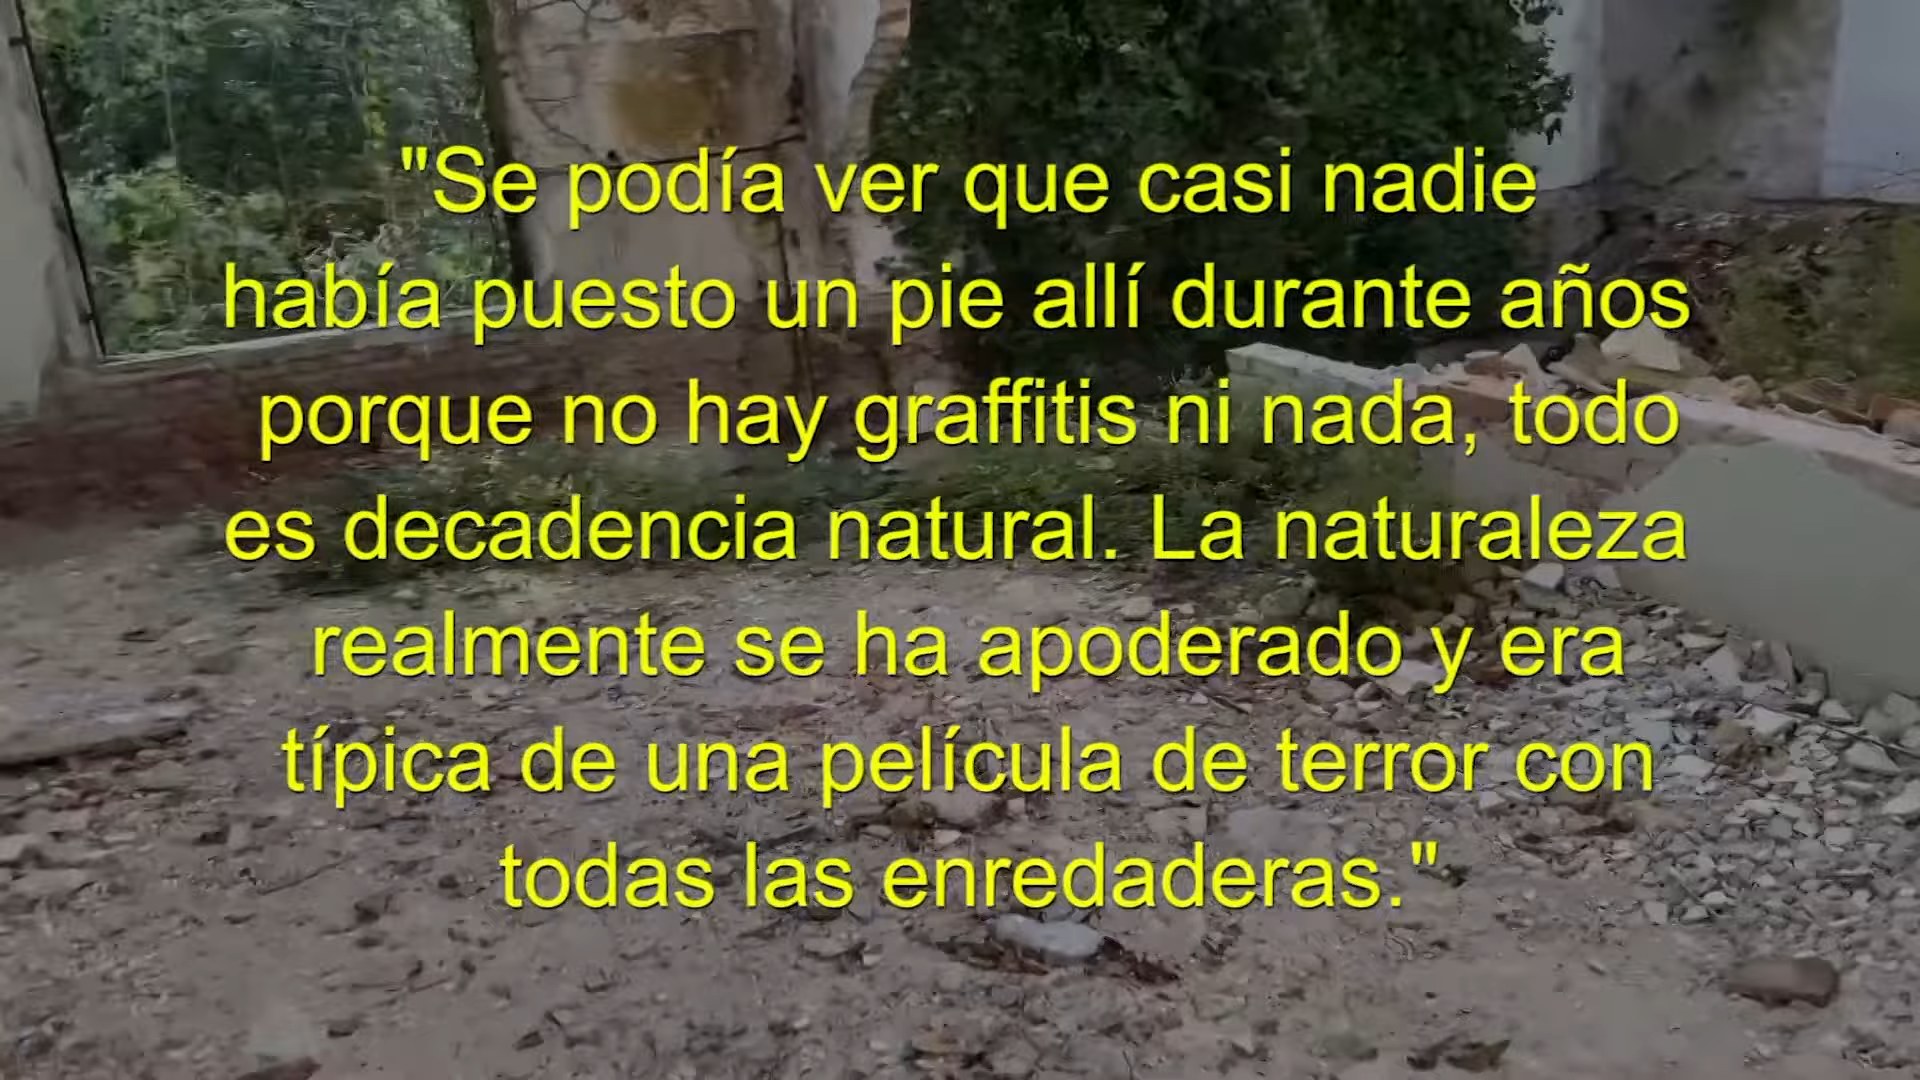 "Se podía ver que casi nadie
había puesto un pie allí durante años
porque no hay graffitis ni nada, todo
es decadencia natural. La naturaleza
realmente se ha apoderado y era
típica de una película de terror con
todas las enredaderas."